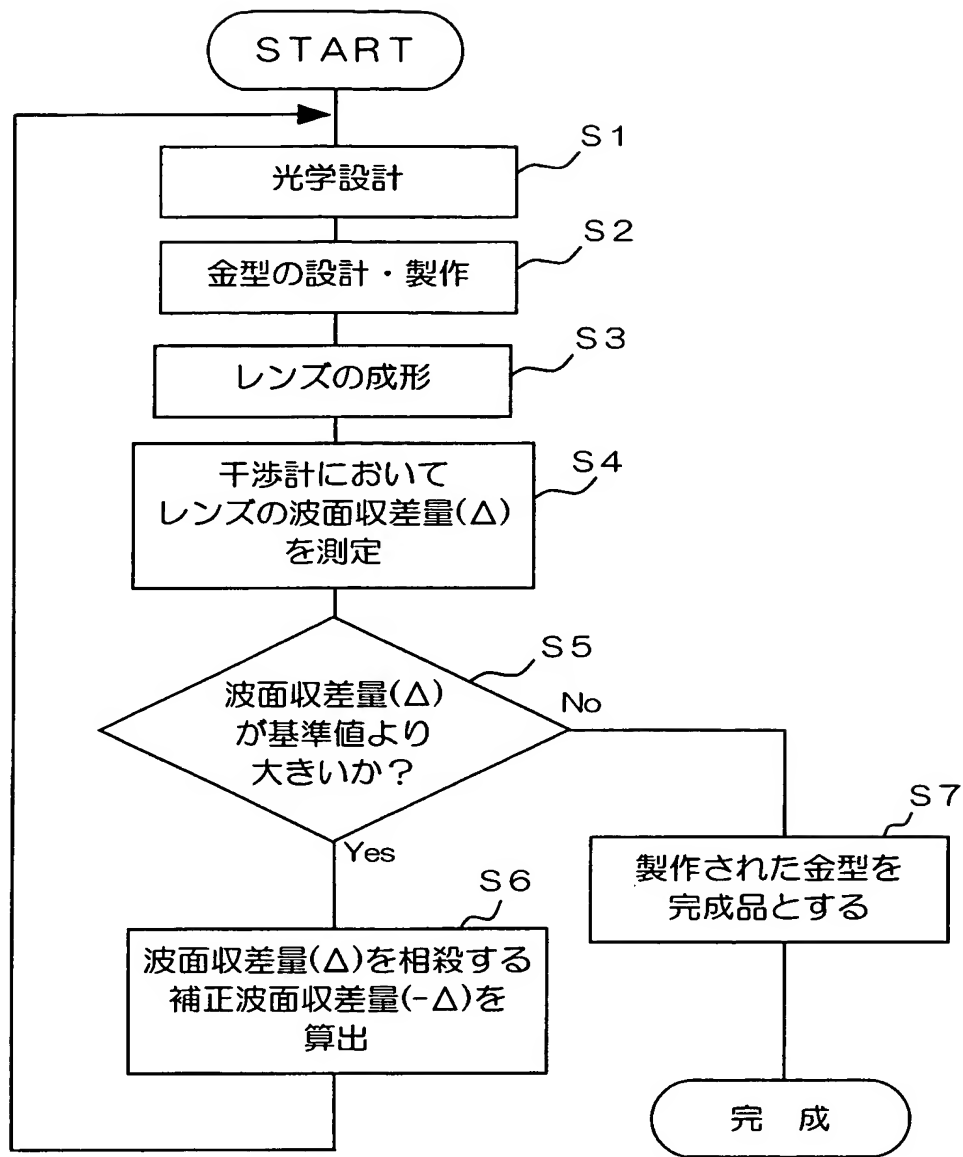 START
S1
光学設計
S2
金型の設計・製作
S3
レンズの成形
S4
干渉計において
レンズの波面収差量(Δ)
を測定
S5
波面収差量(Δ)
が基準値より
大きいか？
No
Yes
S7
製作された金型を
完成品とする
S6
波面収差量(Δ)を相殺する
補正波面収差量(-Δ)を
算出
完 成